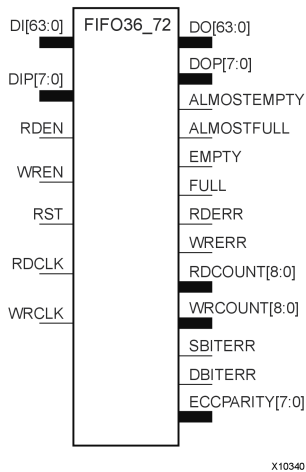 FIFO36_72
DI[63:0]
DIP[7:0]
RDEN
WREN
RST
RDCLK
WRCLK
DO[63:0]
DOP[7:0]
ALMOSTEMPTY
ALMOSTFULL
EMPTY
FULL
RDERR
WRERR
RDCOUNT[8:0]
WRCOUNT[8:0]
SBITERR
DBITERR
ECCPARITY[7:0]
X10340